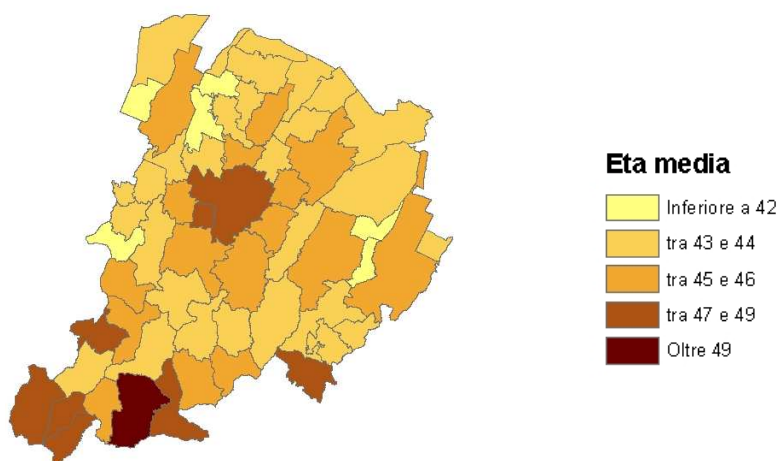 Eta media
Inferiore a 42
tra 43 e 44
tra 45 e 46
tra 47 e 49
Oltre 49